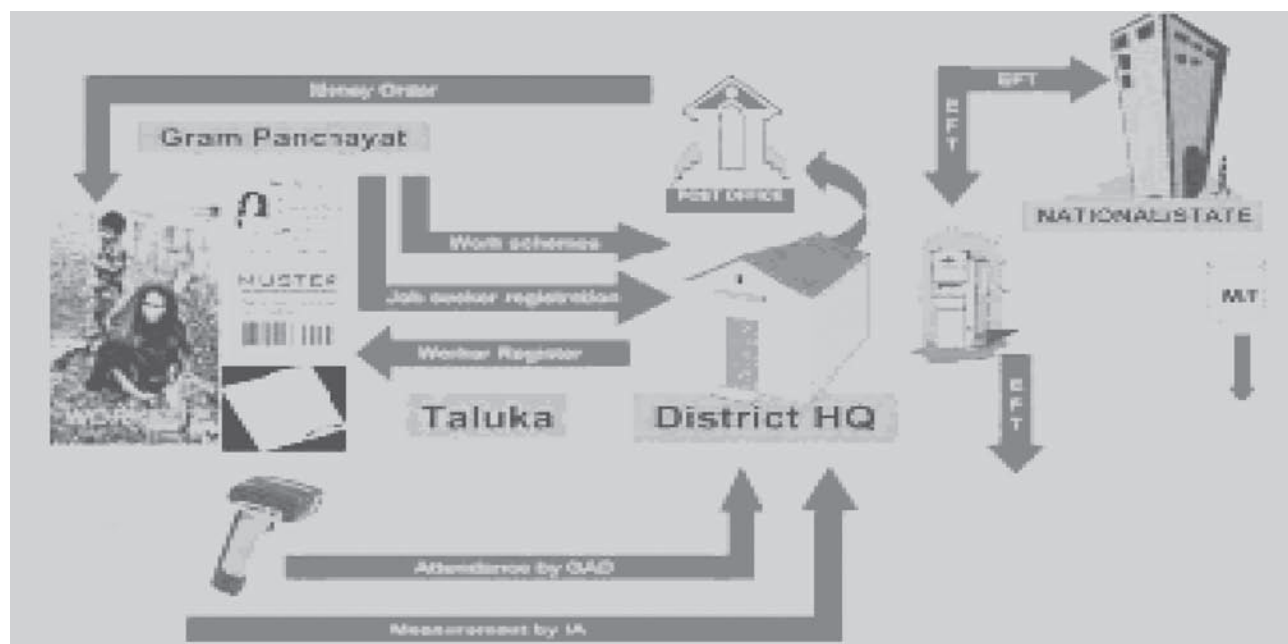 Money Order
Gram Panchayat
EFT
EFT
POST OFFICE
NATIONAL/STATE
Work schemes
MUSTER
Job seeker registration
Worker Register
Taluka
District HQ
EFT
Attendance by GAD
Measurement by IA